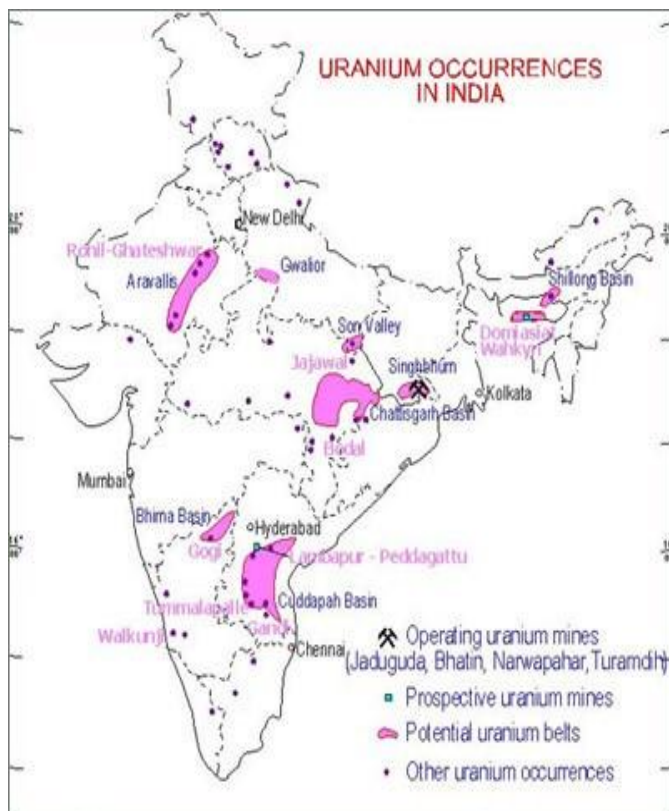 URANIUM OCCURRENCES
IN INDIA
New Delhi
Rohil-Ghateshwar
Aravallis
Gwalior
Shillong Basin
Son Valley
Domiasiat
Wahkyn
Jajawal
Singhbhum
Kolkata
Chattisgarh Basin
Bodal
Mumbai
Bhima Basin
Hyderabad
Gogi
Lambapur - Peddagattu
Tummalapalle
Cuddapah Basin
Gandi
Walkunji
Chennai
Operating uranium mines
(Jaduguda, Bhatin, Narwapahar, Turamdih)
Prospective uranium mines
Potential uranium belts
Other uranium occurrences